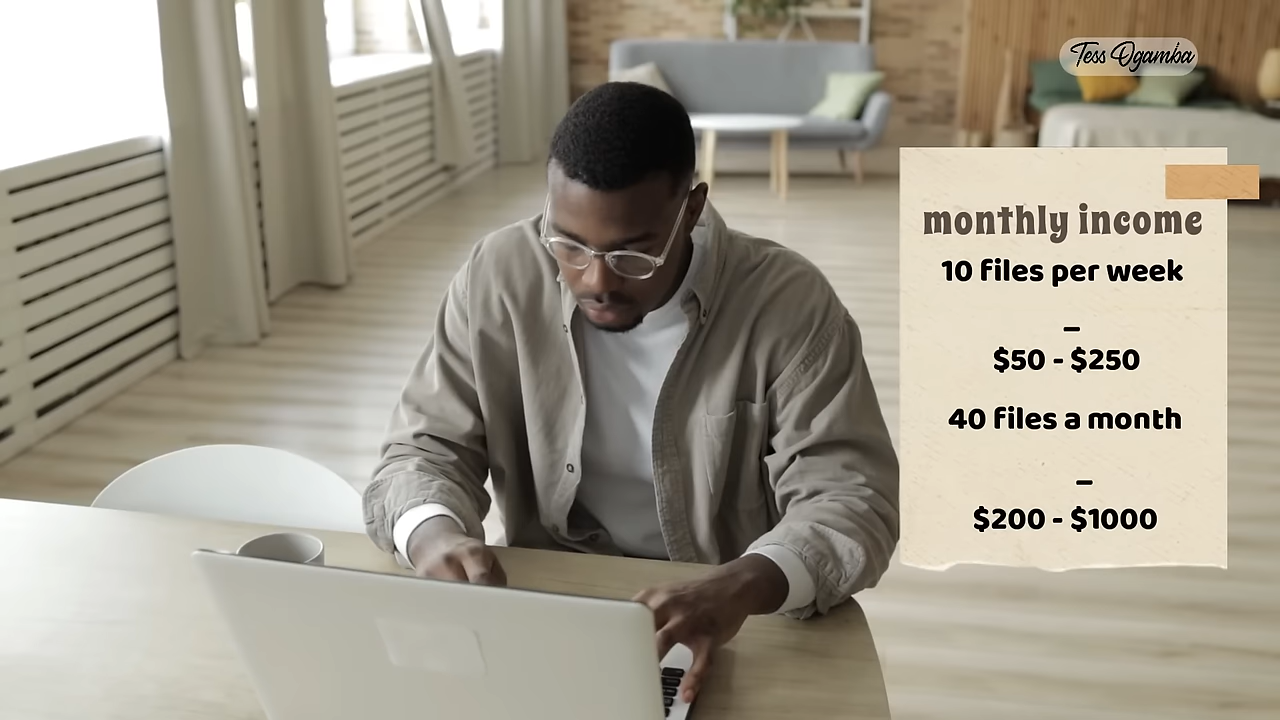 Tess Ogamba
monthly income
10 files per week
–
$50 - $250
40 files a month
–
$200 - $1000